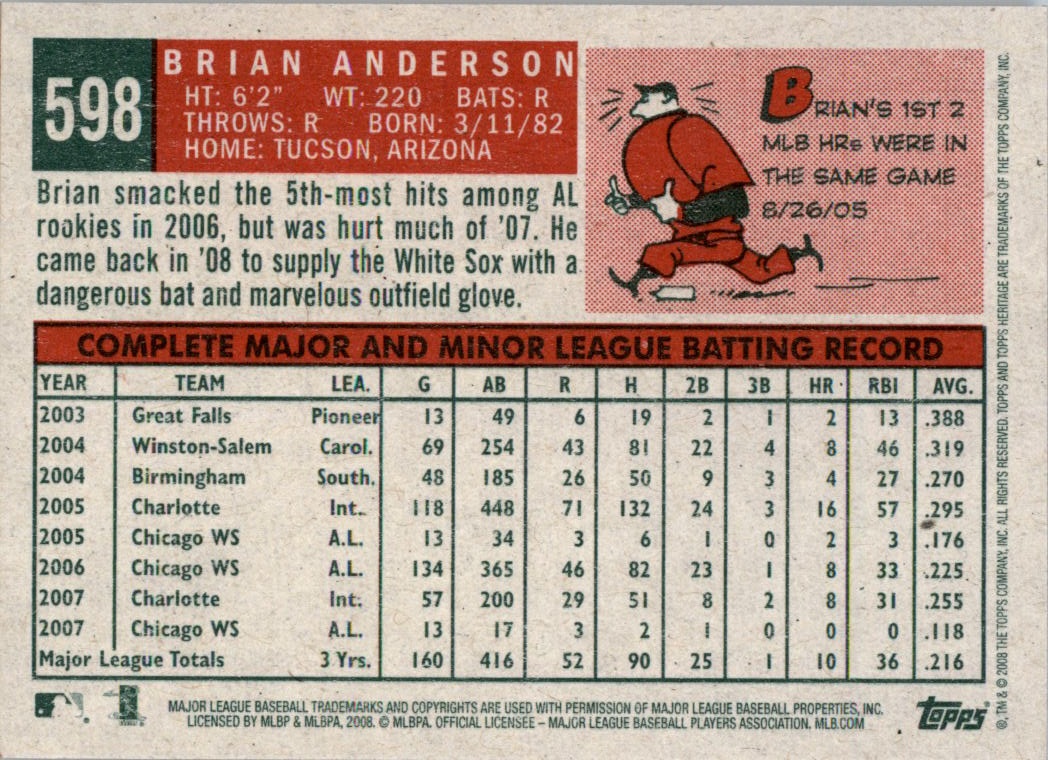 598
BRIAN ANDERSON
HT: 6'2" WT: 220 BATS: R
THROWS: R BORN: 3/11/82
HOME: TUCSON, ARIZONA
BRIAN'S 1ST 2
MLB HRs WERE IN
THE SAME GAME
8/26/05
Brian smacked the 5th-most hits among AL
rookies in 2006, but was hurt much of '07. He
came back in '08 to supply the White Sox with a
dangerous bat and marvelous outfield glove.
COMPLETE MAJOR AND MINOR LEAGUE BATTING RECORD
YEAR TEAM LEA. G AB R H 2B 3B HR RBI AVG.
2003 Great Falls Pioneer 13 49 6 19 2 1 2 13 .388
2004 Winston-Salem Carol. 69 254 43 81 22 4 8 46 .319
2004 Birmingham South. 48 185 26 50 9 3 4 27 .270
2005 Charlotte Int. 118 448 71 132 24 3 16 57 .295
2005 Chicago WS A.L. 13 34 3 6 1 0 2 3 .176
2006 Chicago WS A.L. 134 365 46 82 23 1 8 33 .225
2007 Charlotte Int. 57 200 29 51 8 2 8 31 .255
2007 Chicago WS A.L. 13 17 3 2 1 0 0 0 .118
Major League Totals 3 Yrs. 160 416 52 90 25 1 10 36 .216
MAJOR LEAGUE BASEBALL TRADEMARKS AND COPYRIGHTS ARE USED WITH PERMISSION OF MAJOR LEAGUE BASEBALL PROPERTIES, INC.
LICENSED BY MLBP & MLBPA, 2008. © MLBPA. OFFICIAL LICENSEE – MAJOR LEAGUE BASEBALL PLAYERS ASSOCIATION. MLB.COM
topps
®, TM & © 2008 THE TOPPS COMPANY, INC. ALL RIGHTS RESERVED. TOPPS AND TOPPS HERITAGE ARE TRADEMARKS OF THE TOPPS COMPANY, INC.